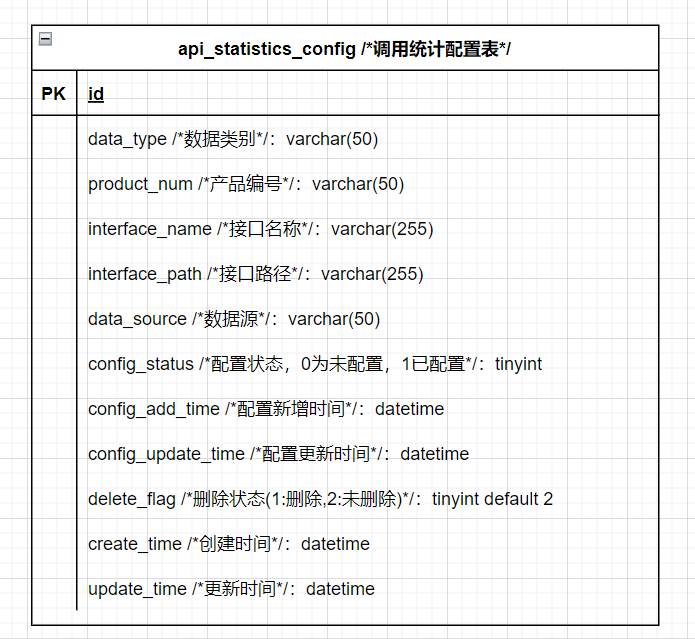 api_statistics_config /*调用统计配置表*/
PK id
data_type /*数据类别*/：varchar(50)
product_num /*产品编号*/：varchar(50)
interface_name /*接口名称*/：varchar(255)
interface_path /*接口路径*/：varchar(255)
data_source /*数据源*/：varchar(50)
config_status /*配置状态，0为未配置，1已配置*/：tinyint
config_add_time /*配置新增时间*/：datetime
config_update_time /*配置更新时间*/：datetime
delete_flag /*删除状态(1:删除,2:未删除)*/：tinyint default 2
create_time /*创建时间*/：datetime
update_time /*更新时间*/：datetime